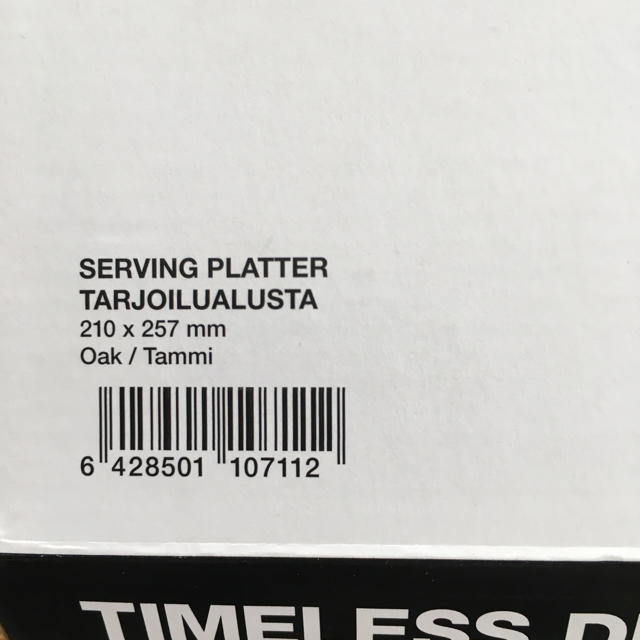 SERVING PLATTER
TARJOILUALUSTA
210 x 257 mm
Oak / Tammi
6 428501 107112
TIMELESS